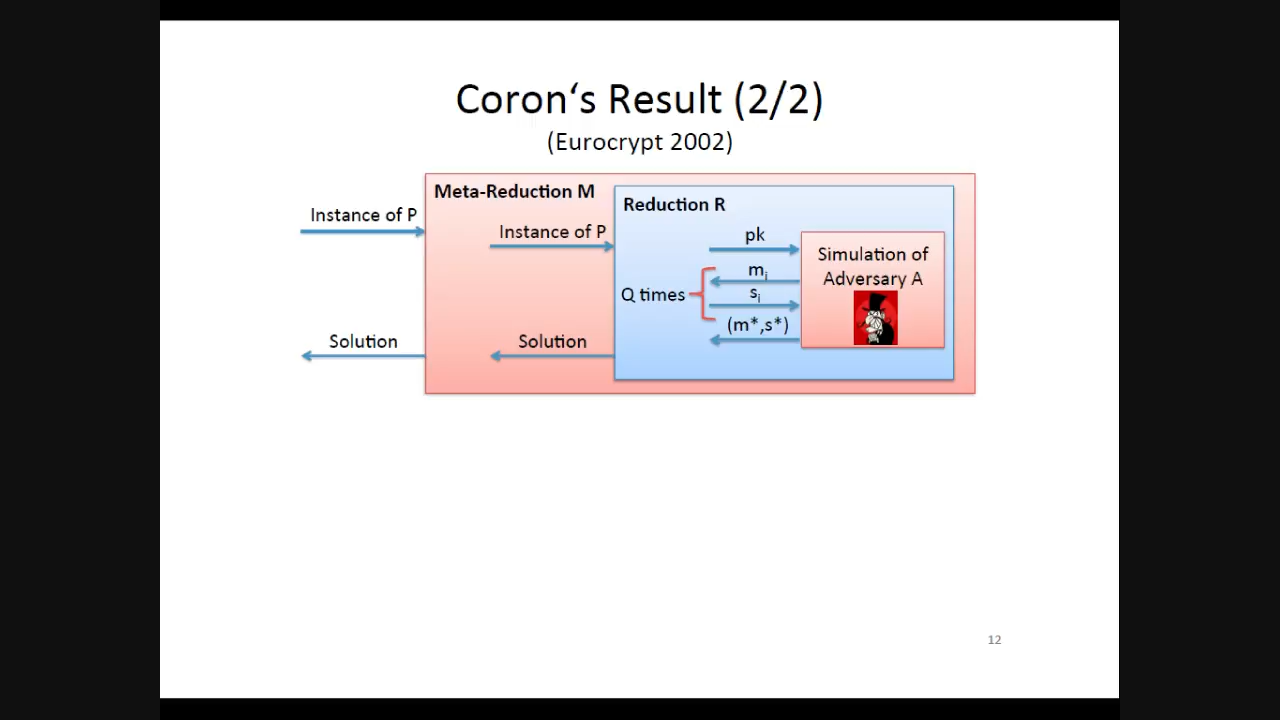 Coron‘s Result (2/2)
(Eurocrypt 2002)
Meta-Reduction M
Reduction R
Instance of P
Instance of P
pk
Simulation of
Adversary A
mi
Q times
si
(m*,s*)
Solution
Solution
12